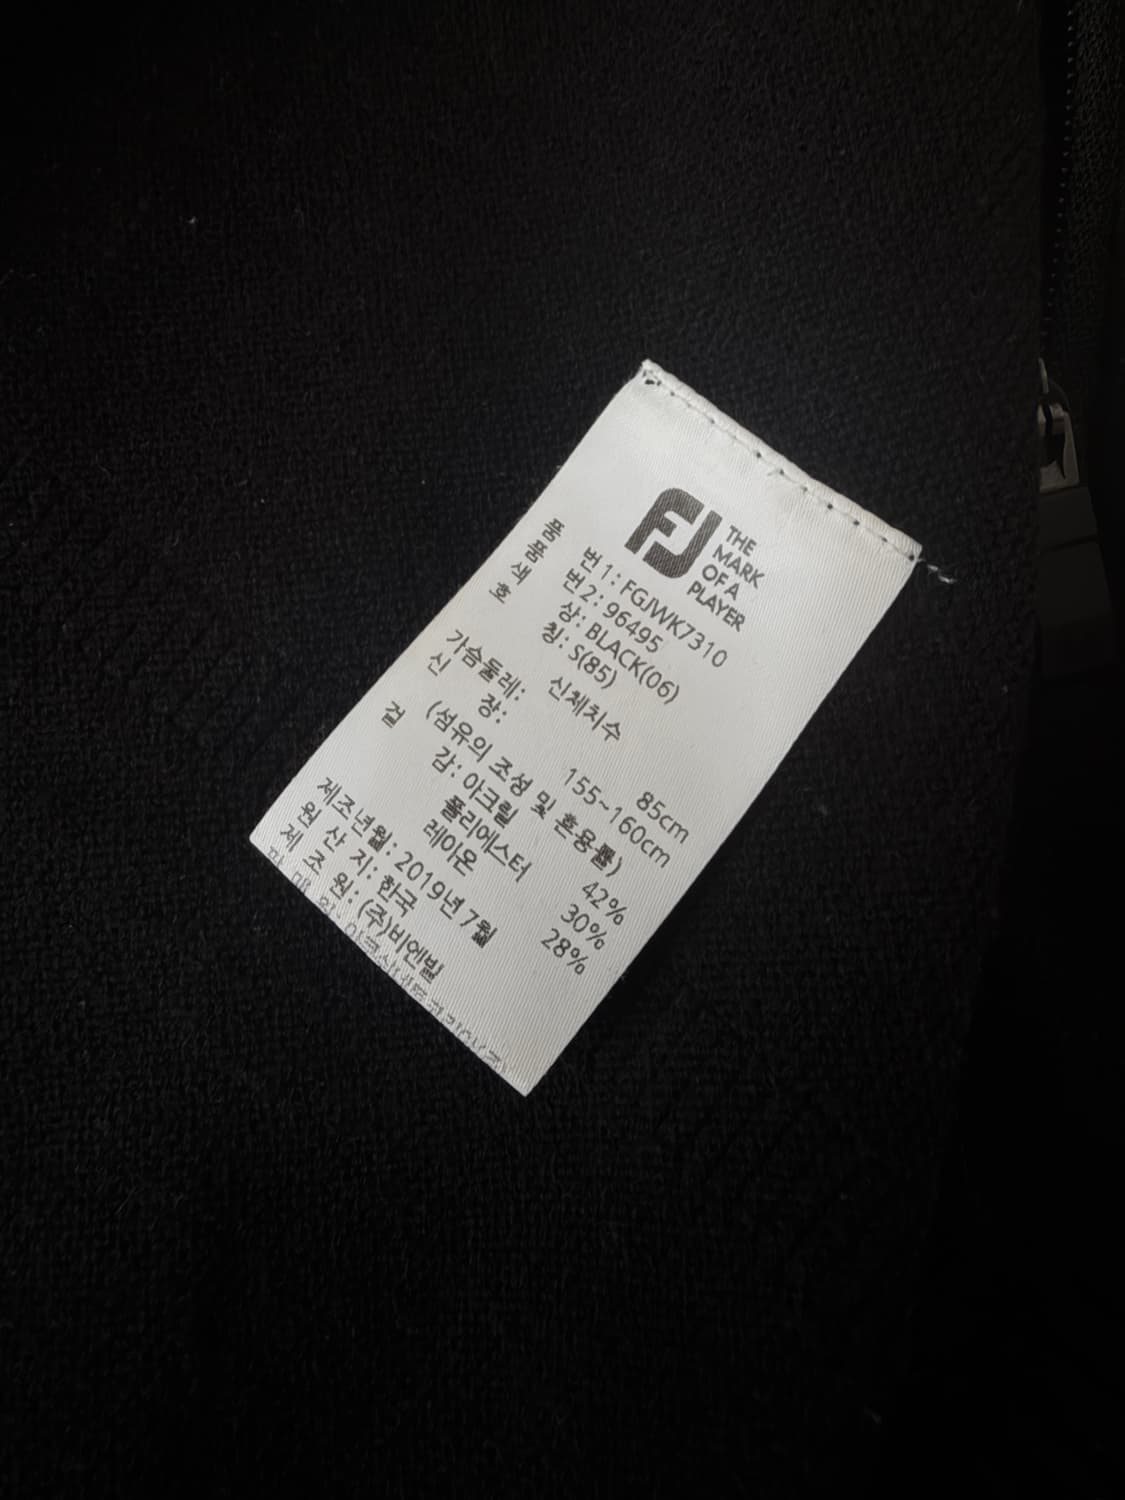 FJ
THE
MARK
OF A
PLAYER
품 번 1: FGJWK7310
품 번 2: 96495
색 상: BLACK(06)
호 칭: S(85)
신체치수
가슴둘레: 85cm
신 장: 155~160cm
(섬유의 조성 및 혼용률)
겉 감: 아크릴 42%
폴리에스터 30%
레이온 28%
제조년월: 2019년 7월
원 산 지: 한국
제 조 원: (주)비엔빌